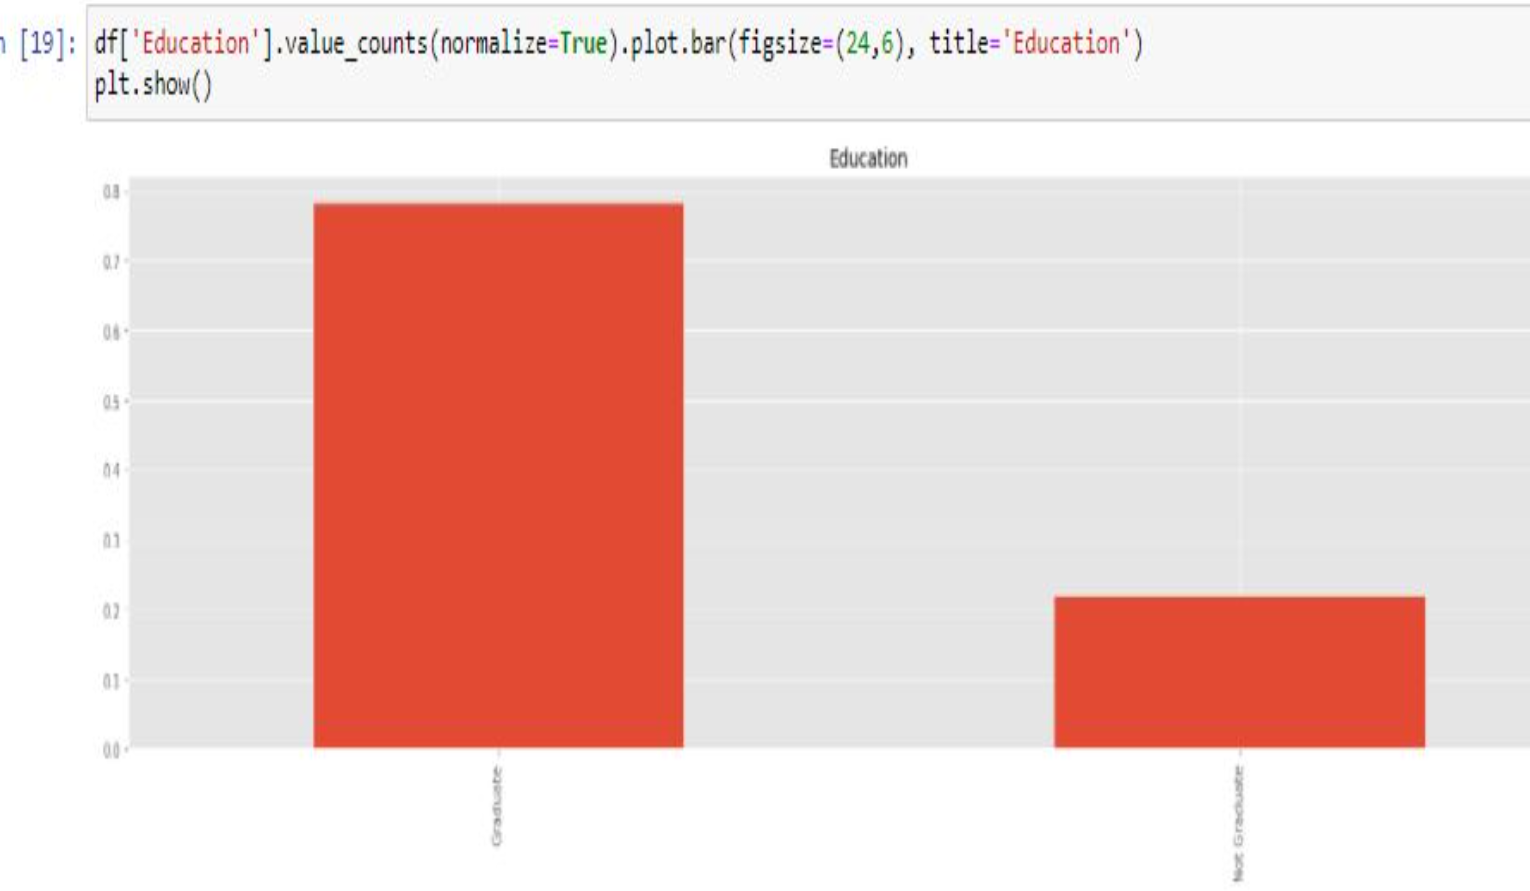 n [19]: df['Education'].value_counts(normalize=True).plot.bar(figsize=(24,6), title='Education')
plt.show()
Education
0.8
0.7
0.6
0.5
0.4
0.3
0.2
0.1
0.0
Graduate
Not Graduate